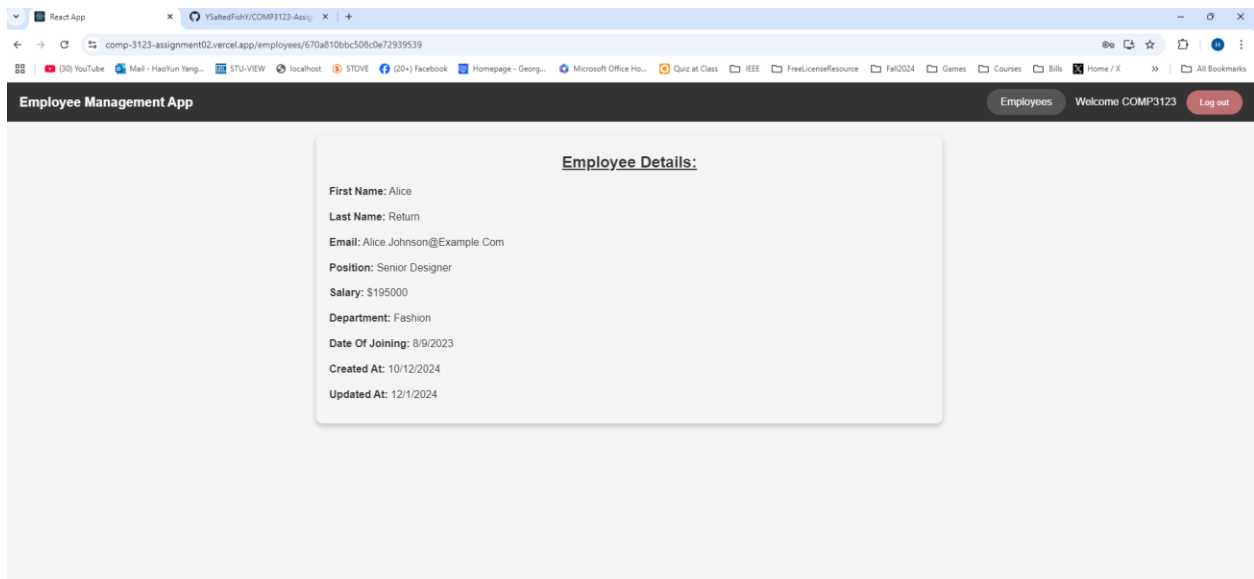 React App
YSaltedFishY/COMP3123-Assig
comp-3123-assignment02.vercel.app/employees/670a810bbc508c0e72939539
(30) YouTube Mail - HaoYun Yang... STU-VIEW localhost STOVE (20+) Facebook Homepage - Georg... Microsoft Office Ho... Quiz at Class IEEE FreeLicenseResource Fall2024 Games Courses Bills Home / X » All Bookmarks
Employee Management App Employees Welcome COMP3123 Log out
Employee Details:
First Name: Alice
Last Name: Return
Email: Alice.Johnson@Example.Com
Position: Senior Designer
Salary: $195000
Department: Fashion
Date Of Joining: 8/9/2023
Created At: 10/12/2024
Updated At: 12/1/2024